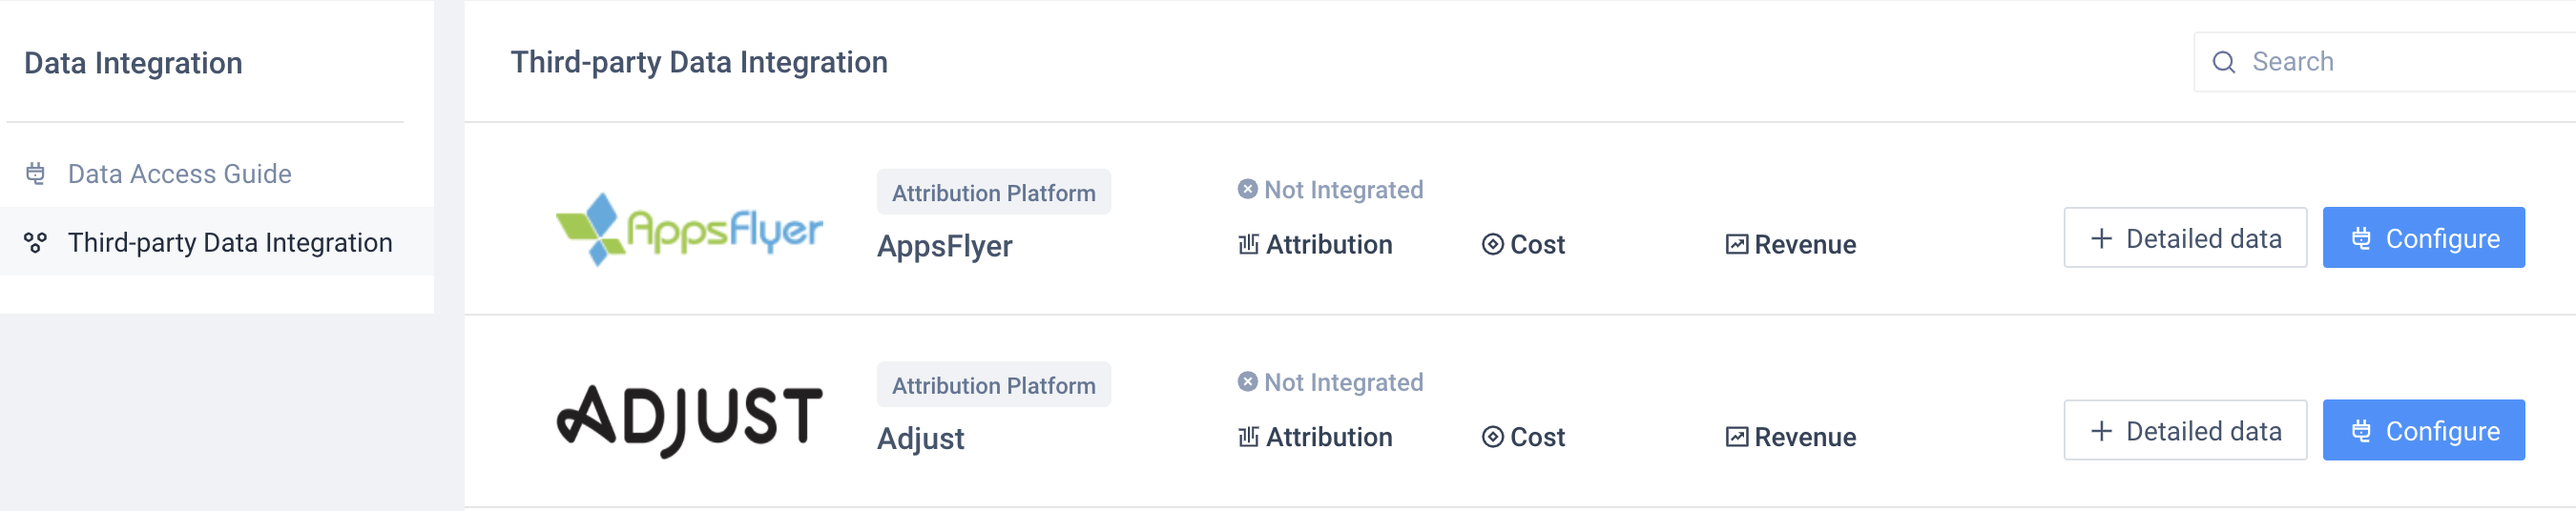 Data Integration
Data Access Guide
Third-party Data Integration
Third-party Data Integration
Search
AppsFlyer
Attribution Platform
AppsFlyer
Not Integrated
Attribution
Cost
Revenue
+ Detailed data
Configure
ADJUST
Attribution Platform
Adjust
Not Integrated
Attribution
Cost
Revenue
+ Detailed data
Configure